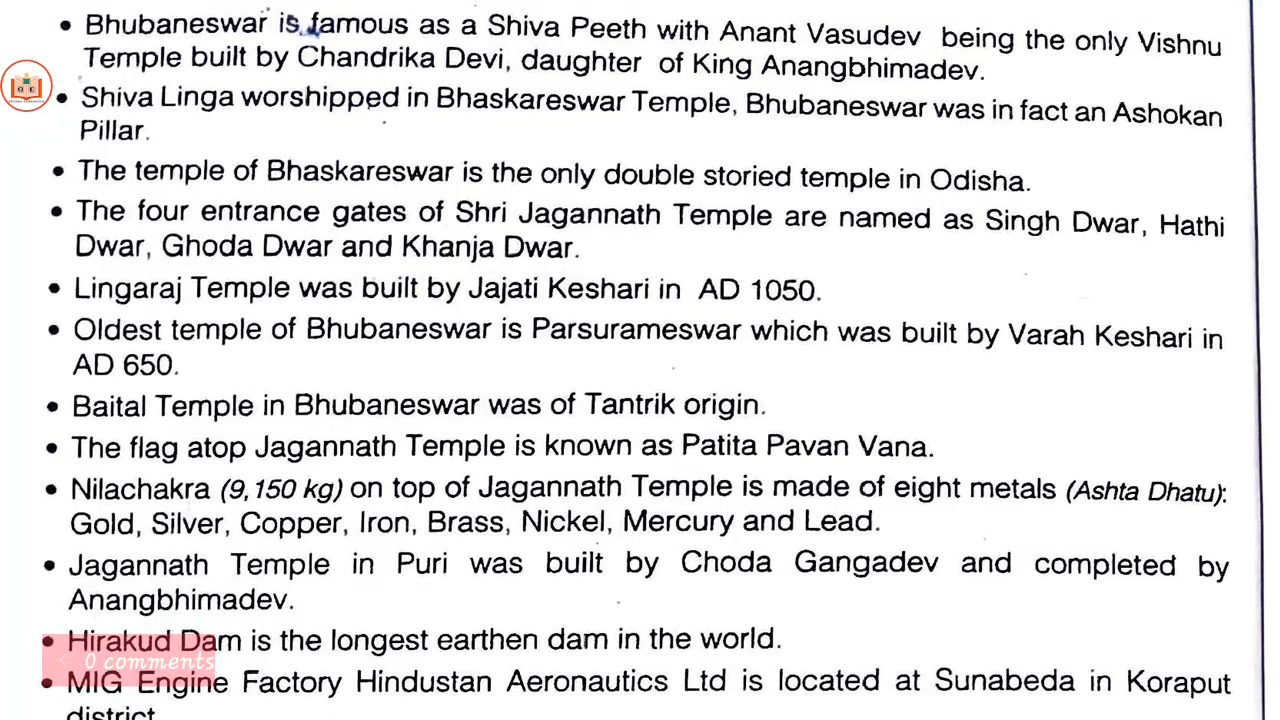 • Bhubaneswar is famous as a Shiva Peeth with Anant Vasudev being the only Vishnu
Temple built by Chandrika Devi, daughter of King Anangbhimadev.
• Shiva Linga worshipped in Bhaskareswar Temple, Bhubaneswar was in fact an Ashokan
Pillar.
• The temple of Bhaskareswar is the only double storied temple in Odisha.
• The four entrance gates of Shri Jagannath Temple are named as Singh Dwar, Hathi
Dwar, Ghoda Dwar and Khanja Dwar.
• Lingaraj Temple was built by Jajati Keshari in AD 1050.
• Oldest temple of Bhubaneswar is Parsurameswar which was built by Varah Keshari in
AD 650.
• Baital Temple in Bhubaneswar was of Tantrik origin.
• The flag atop Jagannath Temple is known as Patita Pavan Vana.
• Nilachakra (9,150 kg) on top of Jagannath Temple is made of eight metals (Ashta Dhatu):
Gold, Silver, Copper, Iron, Brass, Nickel, Mercury and Lead.
• Jagannath Temple in Puri was built by Choda Gangadev and completed by
Anangbhimadev.
• Hirakud Dam is the longest earthen dam in the world.
< 0 comments
• MIG Engine Factory Hindustan Aeronautics Ltd is located at Sunabeda in Koraput
district